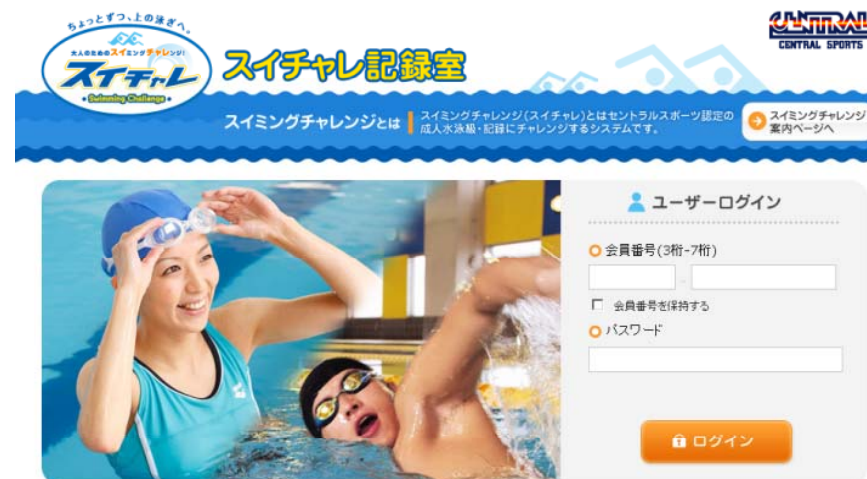 ちょっとずつ、上の泳ぎへ。
大人のためのスイミングチャレンジ!
スイチャレ
Swimming Challenge
スイチャレ記録室
CENTRAL
CENTRAL SPORTS
スイミングチャレンジとは
スイミングチャレンジ(スイチャレ)とはセントラルスポーツ認定の
成人水泳級・記録にチャレンジするシステムです。
スイミングチャレンジ
案内ページへ
ユーザーログイン
会員番号(3桁-7桁)
-
会員番号を保持する
パスワード
ログイン